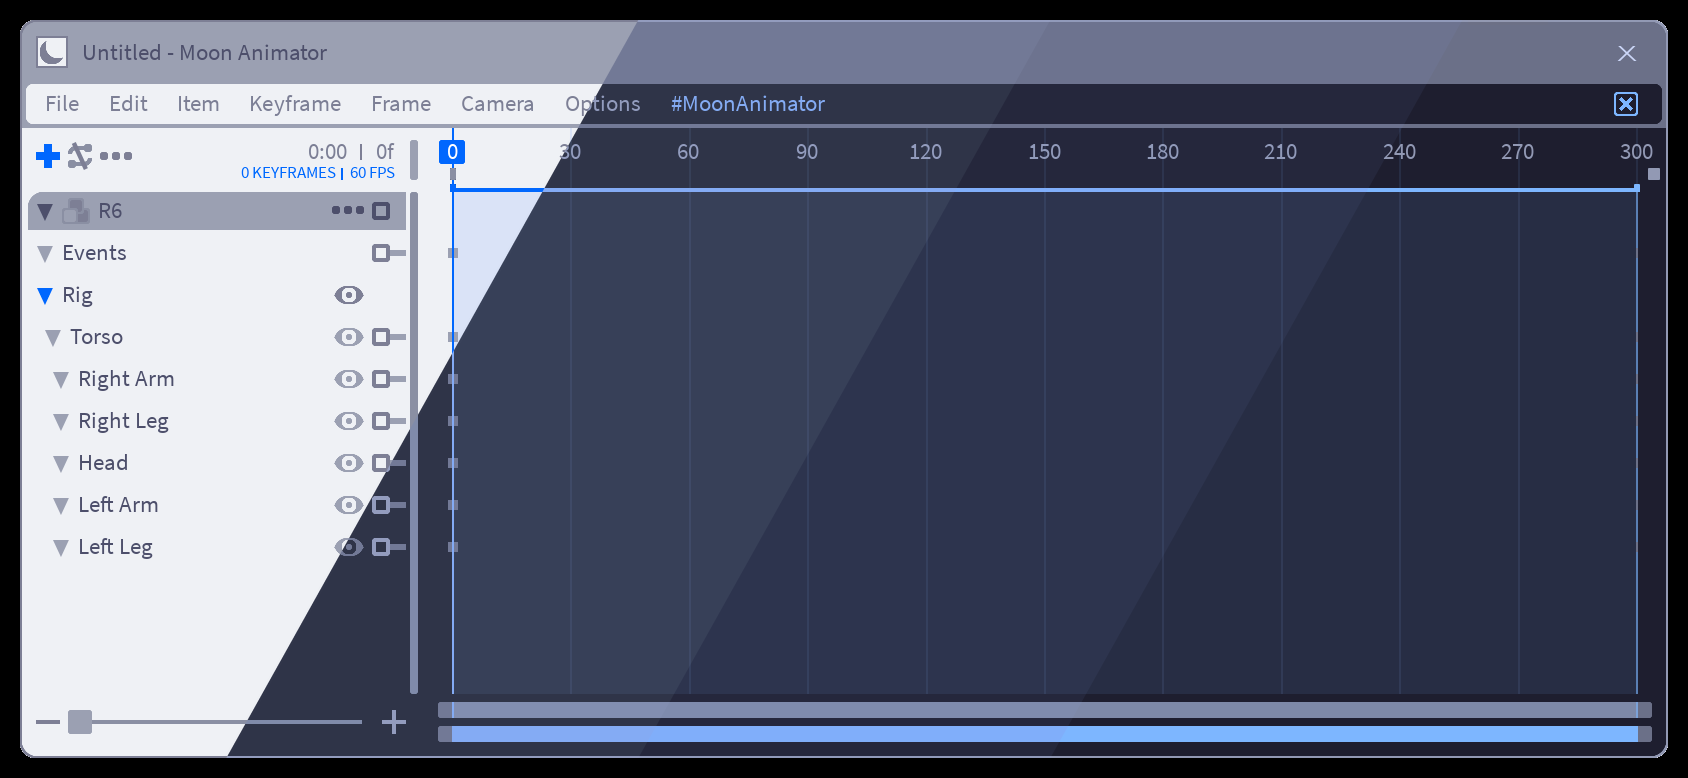 Untitled - Moon Animator
File Edit Item Keyframe Frame Camera Options #MoonAnimator
0:00 | 0f
0 KEYFRAMES | 60 FPS
0 30 60 90 120 150 180 210 240 270 300
R6
Events
Rig
Torso
Right Arm
Right Leg
Head
Left Arm
Left Leg